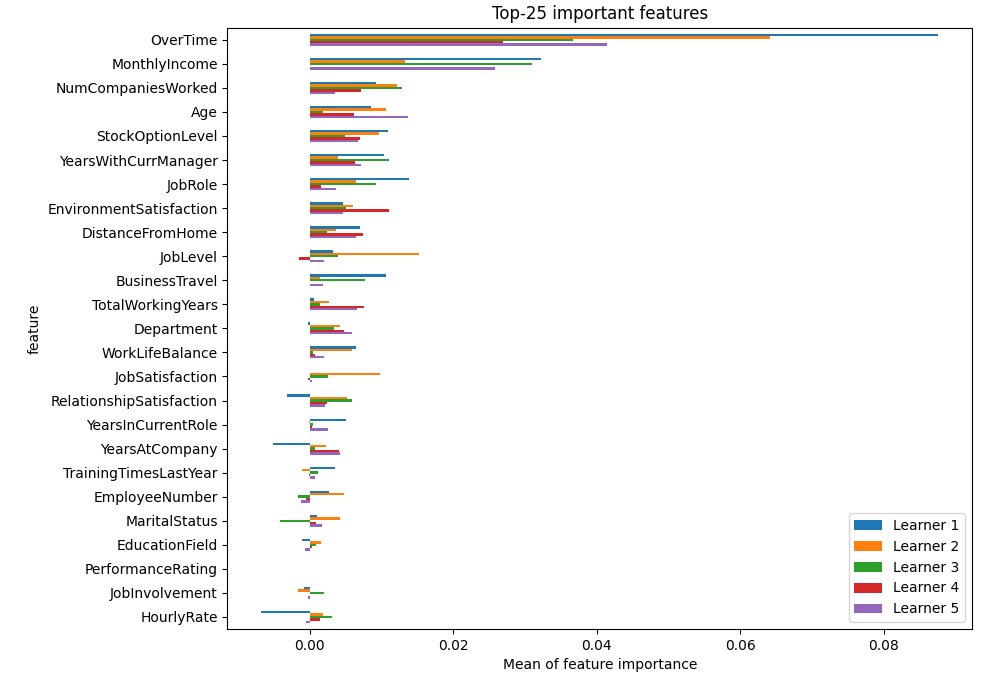 Top-25 important features
OverTime
MonthlyIncome
NumCompaniesWorked
Age
StockOptionLevel
YearsWithCurrManager
JobRole
EnvironmentSatisfaction
DistanceFromHome
JobLevel
BusinessTravel
TotalWorkingYears
Department
WorkLifeBalance
JobSatisfaction
RelationshipSatisfaction
YearsInCurrentRole
YearsAtCompany
TrainingTimesLastYear
EmployeeNumber
MaritalStatus
EducationField
PerformanceRating
JobInvolvement
HourlyRate
feature
Learner 1
Learner 2
Learner 3
Learner 4
Learner 5
0.00 0.02 0.04 0.06 0.08
Mean of feature importance